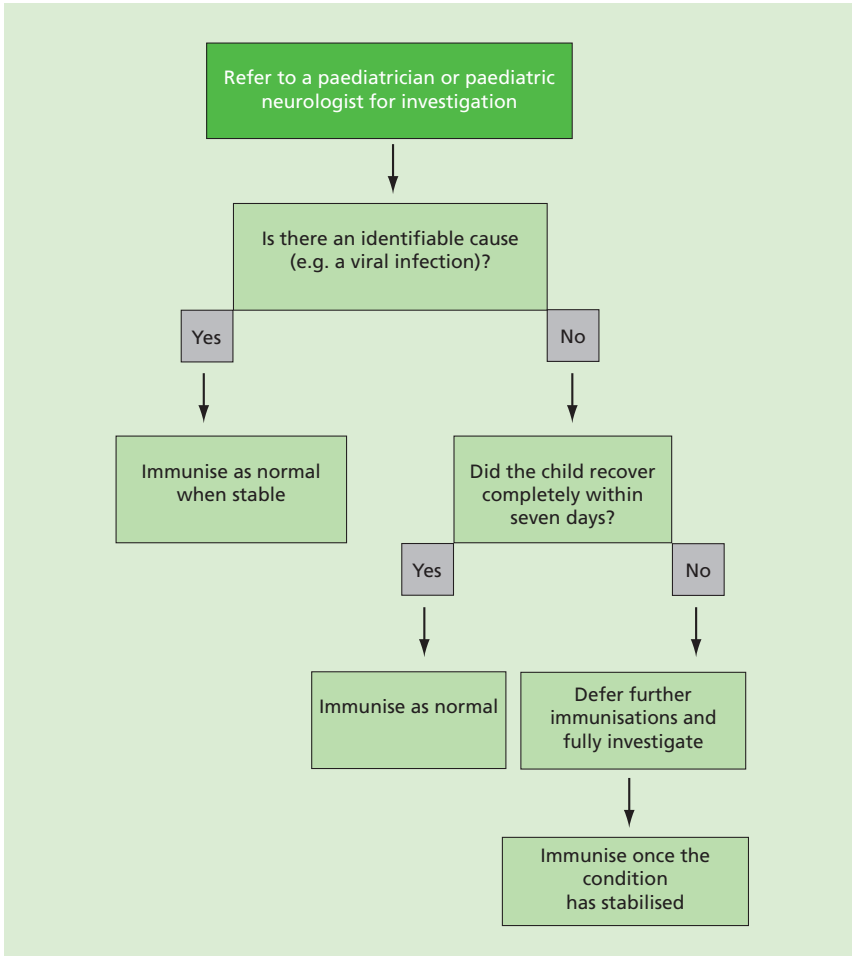 Refer to a paediatrician or paediatric
neurologist for investigation
Is there an identifiable cause
(e.g. a viral infection)?
Yes
No
Immunise as normal
when stable
Did the child recover
completely within
seven days?
Yes
No
Immunise as normal
Defer further
immunisations and
fully investigate
Immunise once the
condition
has stabilised